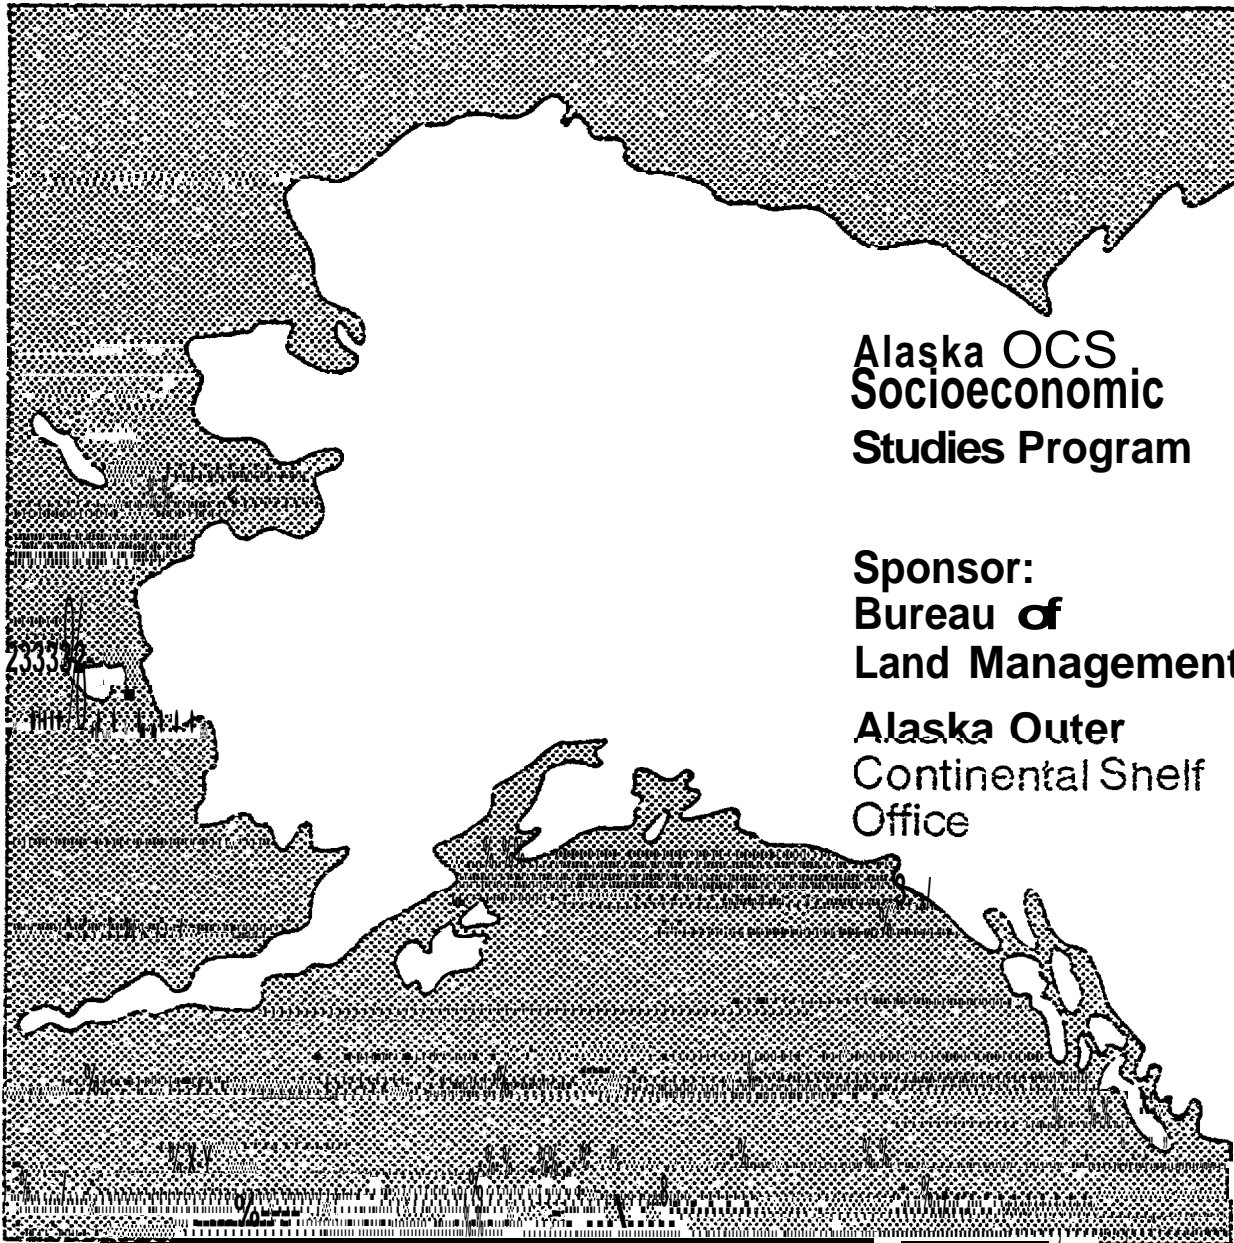 Alaska OCS
Socioeconomic
Studies Program
Sponsor:
Bureau of
Land Management
Alaska Outer
Continental Shelf
Office